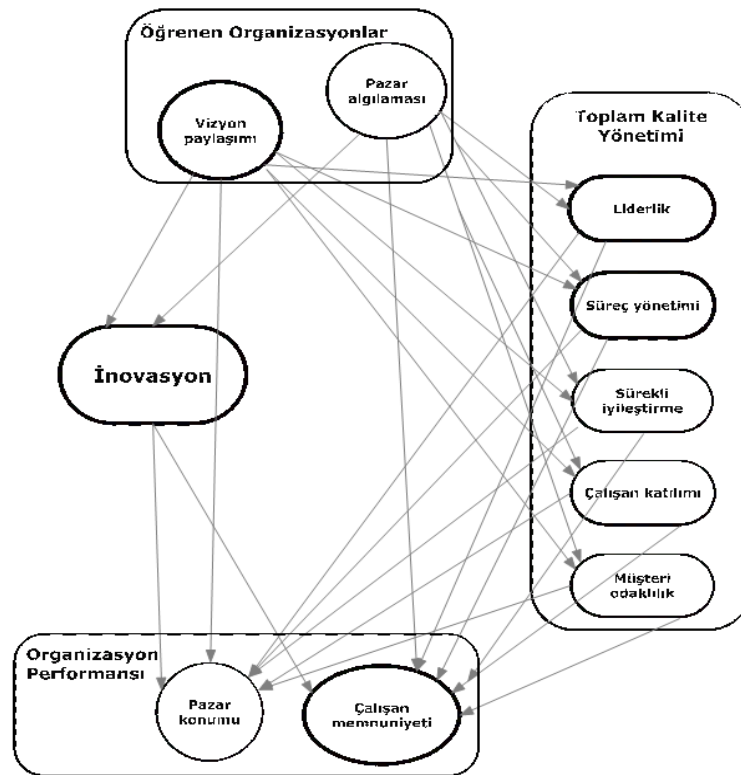 Öğrenen Organizasyonlar
Pazar
algılaması
Vizyon
paylaşımı
Toplam Kalite
Yönetimi
Liderlik
Süreç yönetimi
Sürekli
iyileştirme
Çalışan katılımı
Müşteri
odaklılık
İnovasyon
Organizasyon
Performansı
Pazar
konumu
Çalışan
memnuniyeti